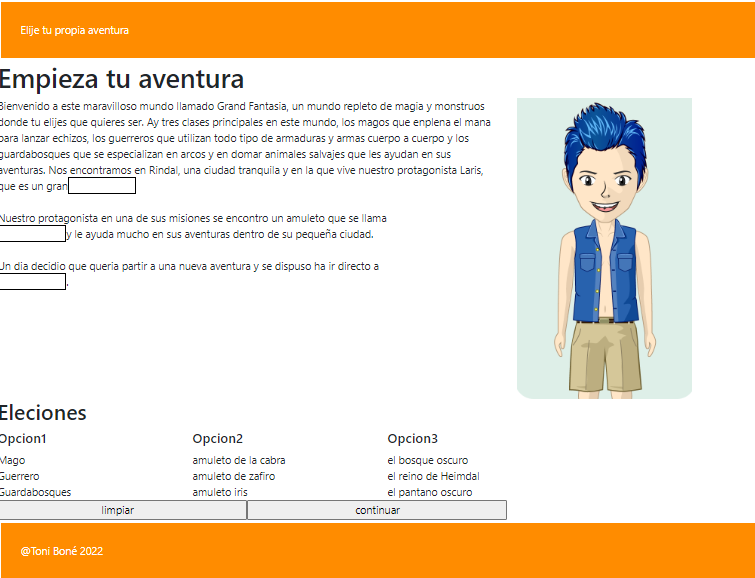 Elije tu propia aventura
Empieza tu aventura
Bienvenido a este maravilloso mundo llamado Grand Fantasia, un mundo repleto de magia y monstruos
donde tu elijes que quieres ser. Ay tres clases principales en este mundo, los magos que enplena el mana
para lanzar echizos, los guerreros que utilizan todo tipo de armaduras y armas cuerpo a cuerpo y los
guardabosques que se especializan en arcos y en domar animales salvajes que les ayudan en sus
aventuras. Nos encontramos en Rindal, una ciudad tranquila y en la que vive nuestro protagonista Laris,
que es un gran
Nuestro protagonista en una de sus misiones se encontro un amuleto que se llama
y le ayuda mucho en sus aventuras dentro de su pequeña ciudad.
Un dia decidio que queria partir a una nueva aventura y se dispuso ha ir directo a
.
Eleciones
Opcion1 Opcion2 Opcion3
Mago amuleto de la cabra el bosque oscuro
Guerrero amuleto de zafiro el reino de Heimdal
Guardabosques amuleto iris el pantano oscuro
limpiar continuar
@Toni Boné 2022